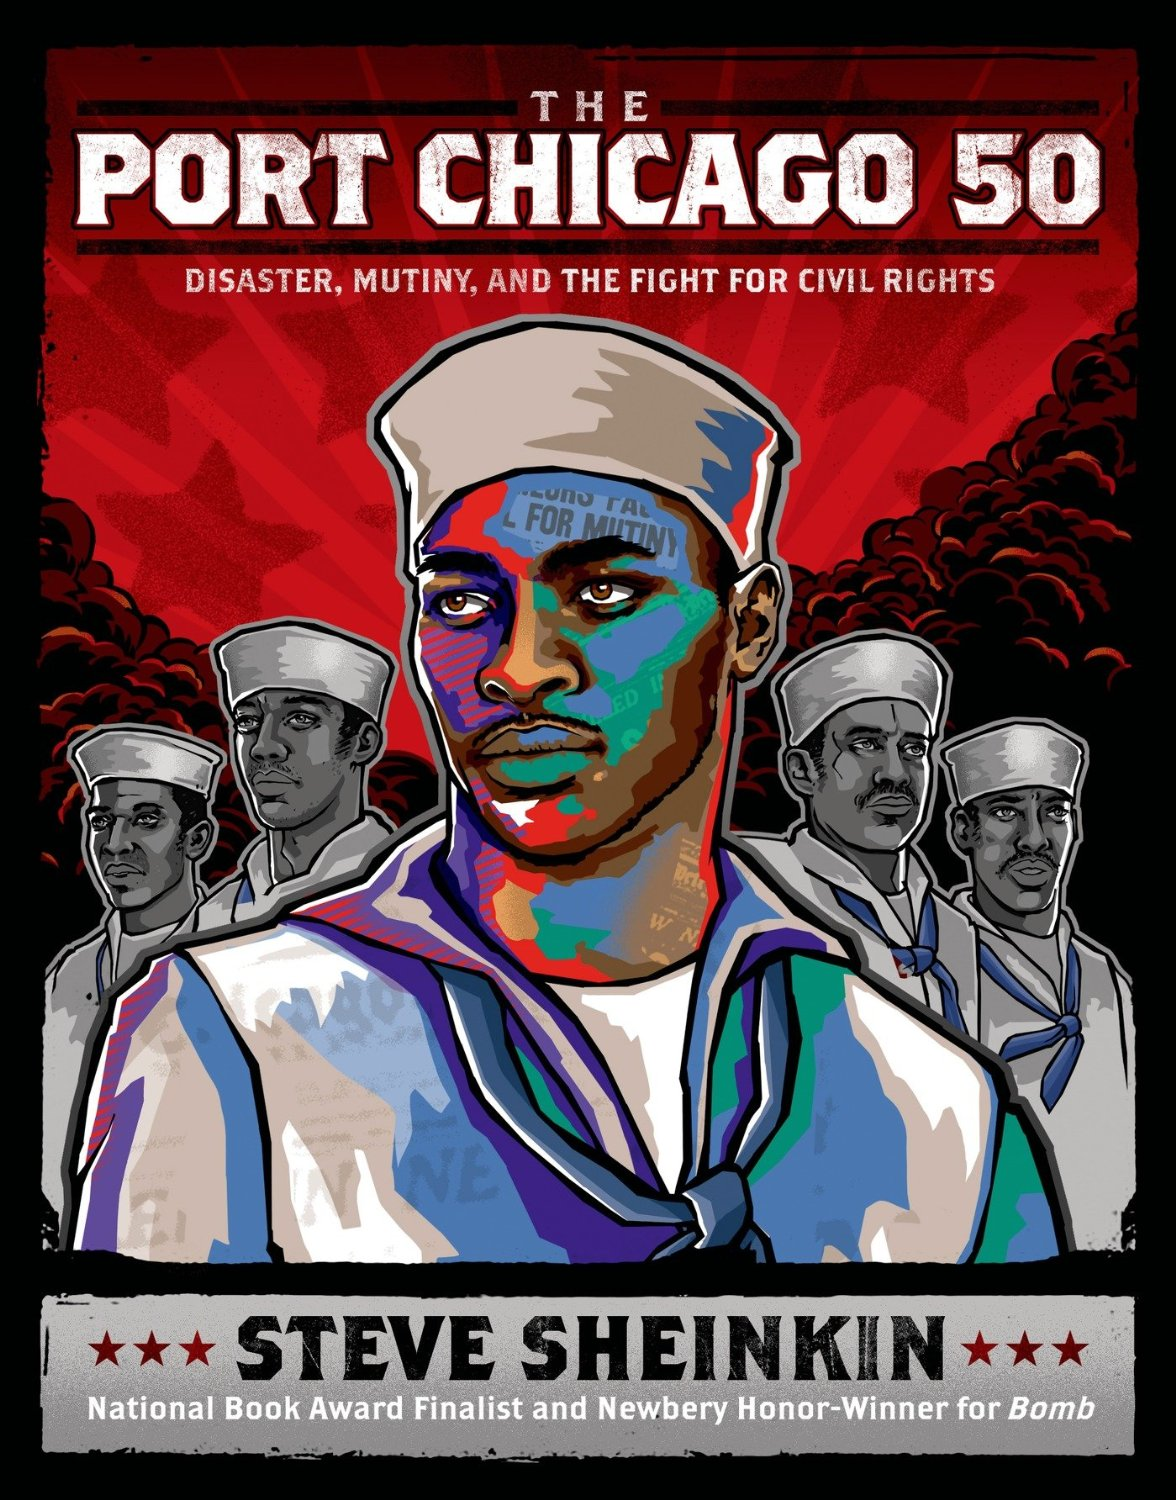 THE
PORT CHICAGO 50
DISASTER, MUTINY, AND THE FIGHT FOR CIVIL RIGHTS
FOR MUTINY
W
NE
STEVE SHEINKIN
National Book Award Finalist and Newbery Honor-Winner for Bomb